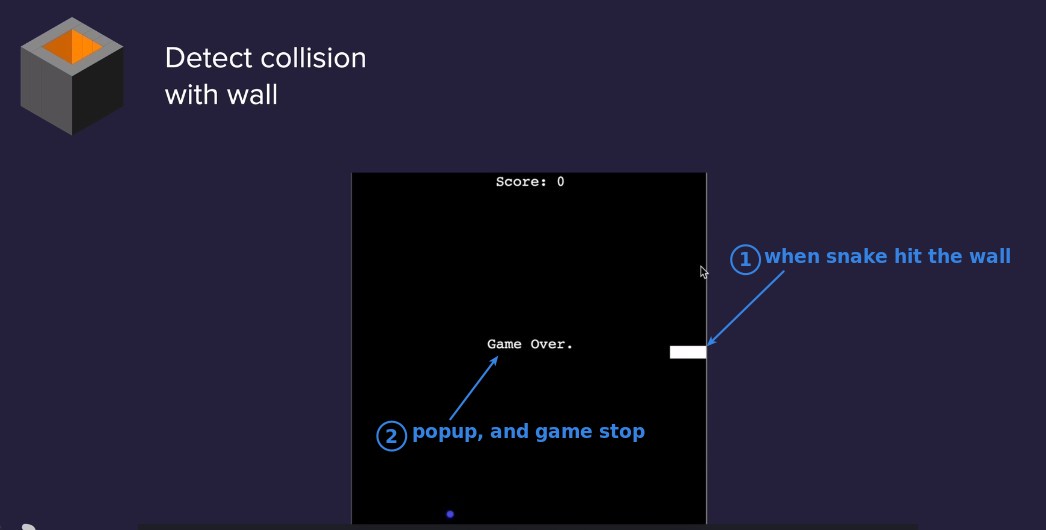 Detect collision
with wall
Score: 0
1 when snake hit the wall
Game Over.
2 popup, and game stop